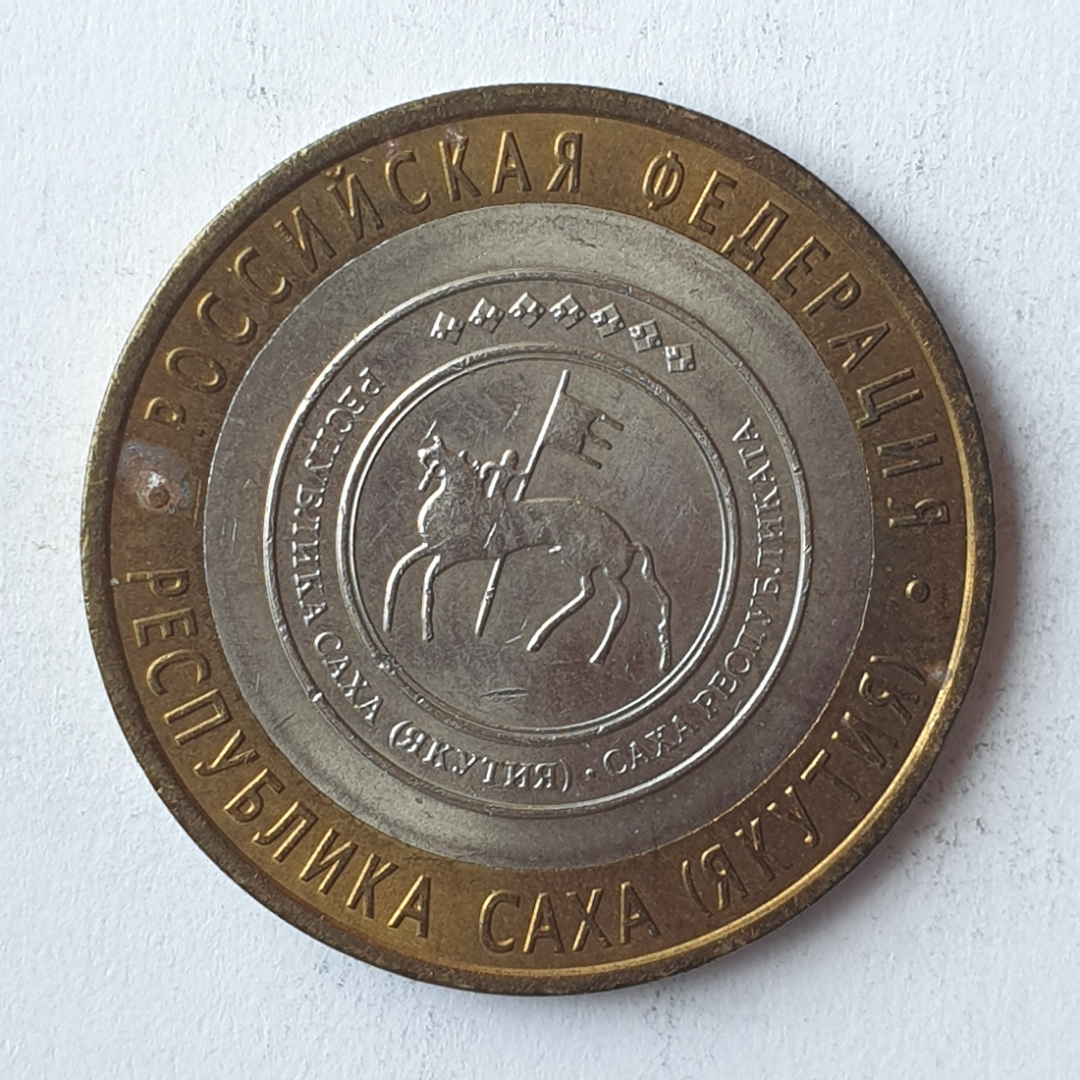 РОССИЙСКАЯ ФЕДЕРАЦИЯ
РЕСПУБЛИКА САХА (ЯКУТИЯ)
РЕСПУБЛИКА САХА (ЯКУТИЯ) • САХА РЕСПУБЛИКАТА